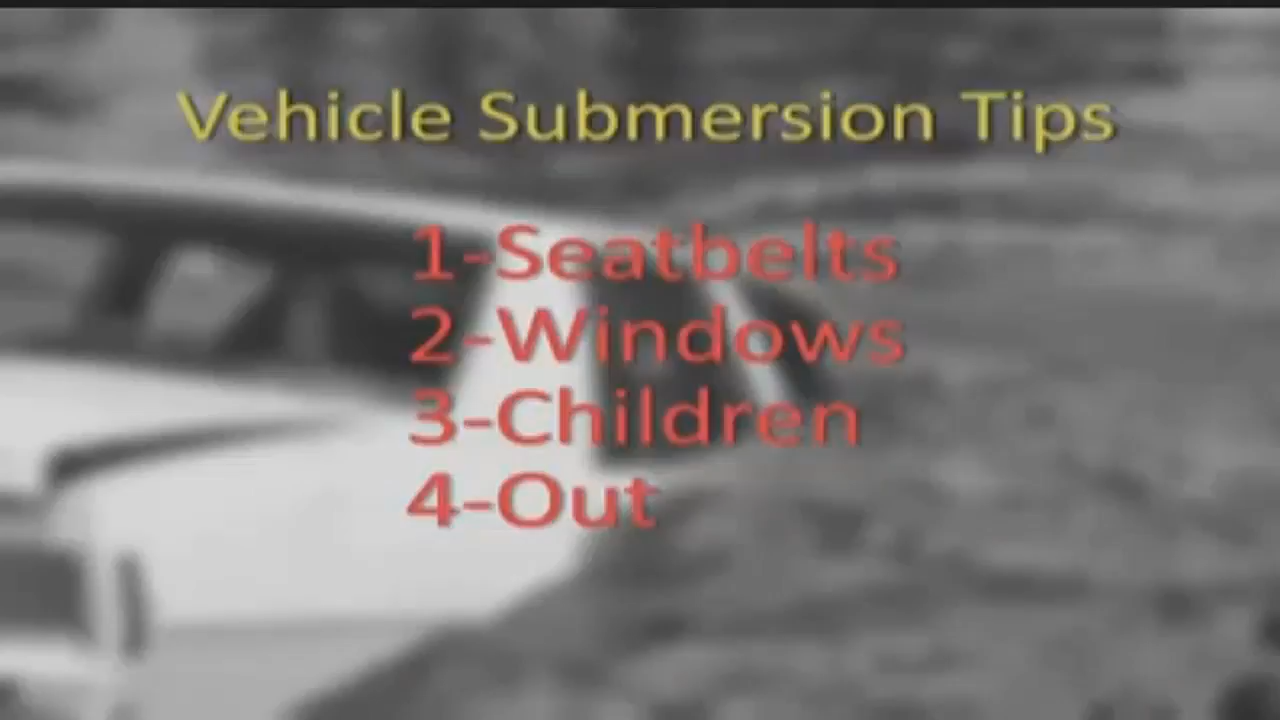 Vehicle Submersion Tips
1-Seatbelts
2-Windows
3-Children
4-Out